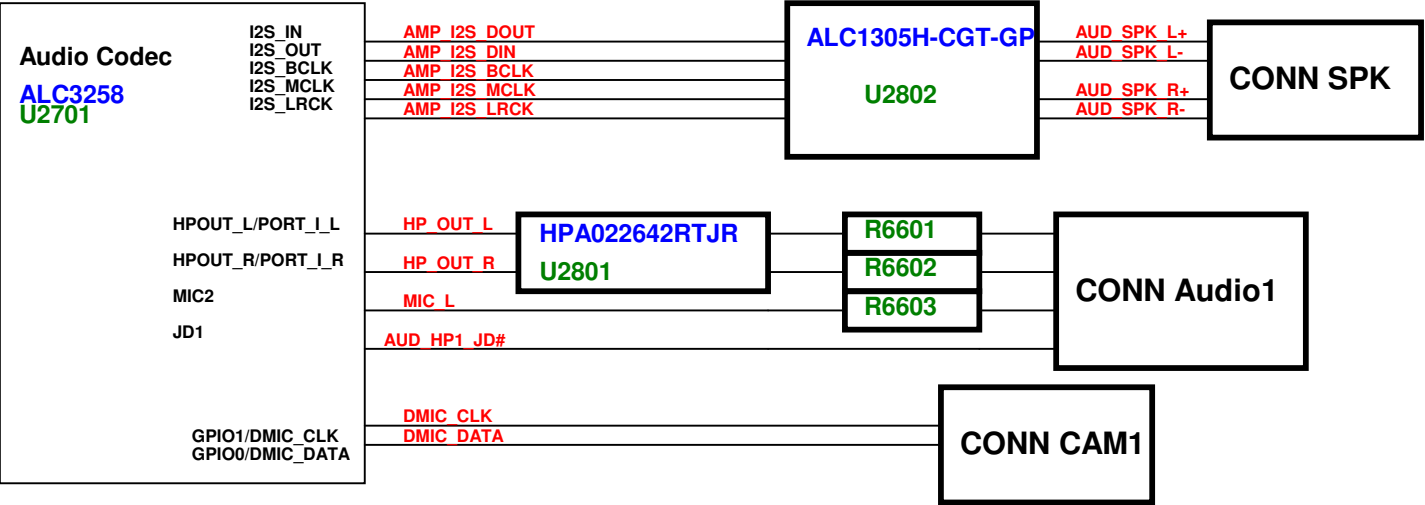 Audio Codec
ALC3258
U2701
I2S_IN
I2S_OUT
I2S_BCLK
I2S_MCLK
I2S_LRCK
AMP_I2S_DOUT
AMP_I2S_DIN
AMP_I2S_BCLK
AMP_I2S_MCLK
AMP_I2S_LRCK
ALC1305H-CGT-GP
U2802
AUD_SPK_L+
AUD_SPK_L-
AUD_SPK_R+
AUD_SPK_R-
CONN SPK
HPOUT_L/PORT_I_L
HPOUT_R/PORT_I_R
MIC2
JD1
HP_OUT_L
HP_OUT_R
MIC_L
AUD_HP1_JD#
HPA022642RTJR
U2801
R6601
R6602
R6603
CONN Audio1
GPIO1/DMIC_CLK
GPIO0/DMIC_DATA
DMIC_CLK
DMIC_DATA
CONN CAM1